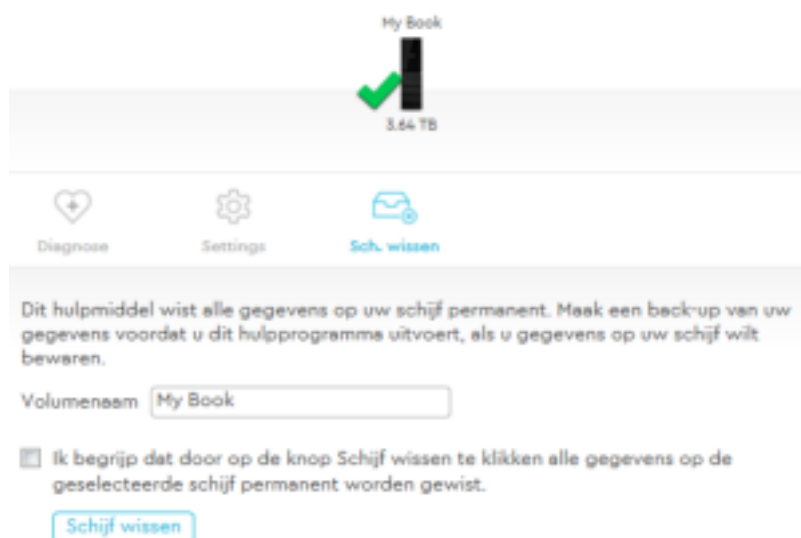 My Book
3.64 TB
Diagnose Settings Sch. wissen
Dit hulpmiddel wist alle gegevens op uw schijf permanent. Maak een back-up van uw
gegevens voordat u dit hulpprogramma uitvoert, als u gegevens op uw schijf wilt
bewaren.
Volumenaam My Book
Ik begrijp dat door op de knop Schijf wissen te klikken alle gegevens op de
geselecteerde schijf permanent worden gewist.
Schijf wissen